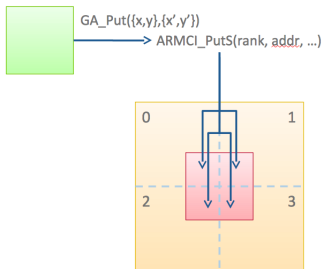 GA_Put({x,y},{x’,y’})
ARMCI_PutS(rank, addr, …)
0 1
2 3